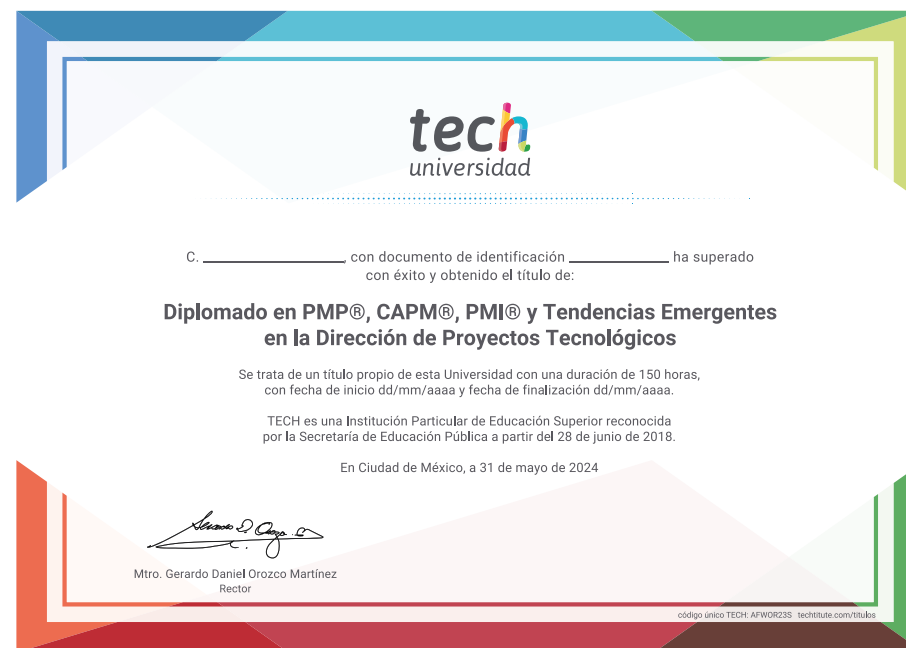 tech
universidad
C. ____________, con documento de identificación ____________ ha superado
con éxito y obtenido el título de:
Diplomado en PMP®, CAPM®, PMI® y Tendencias Emergentes
en la Dirección de Proyectos Tecnológicos
Se trata de un título propio de esta Universidad con una duración de 150 horas,
con fecha de inicio dd/mm/aaaa y fecha de finalización dd/mm/aaaa.
TECH es una Institución Particular de Educación Superior reconocida
por la Secretaría de Educación Pública a partir del 28 de junio de 2018.
En Ciudad de México, a 31 de mayo de 2024
Mtro. Gerardo Daniel Orozco Martínez
Rector
código único TECH: AFWOR23S techtitute.com/titulos